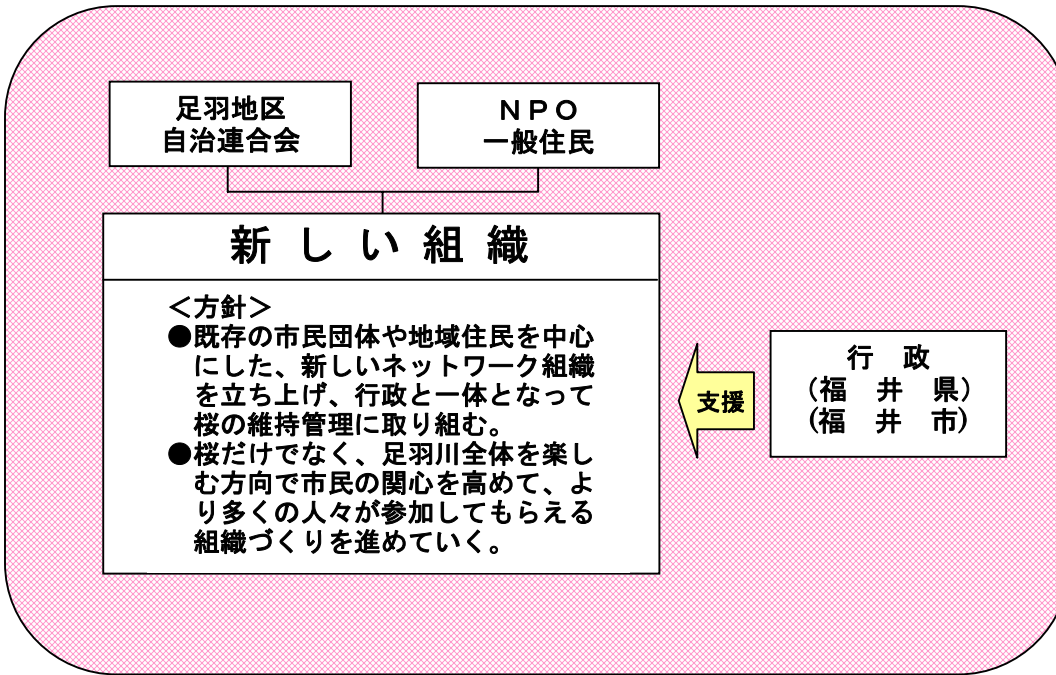 足羽地区
自治連合会
ＮＰＯ
一般住民
新しい組織
＜方針＞
●既存の市民団体や地域住民を中心
にした、新しいネットワーク組織
を立ち上げ、行政と一体となって
桜の維持管理に取り組む。
●桜だけでなく、足羽川全体を楽し
む方向で市民の関心を高めて、よ
り多くの人々が参加してもらえる
組織づくりを進めていく。
支援
行　政
（福　井　県）
(福　井　市)